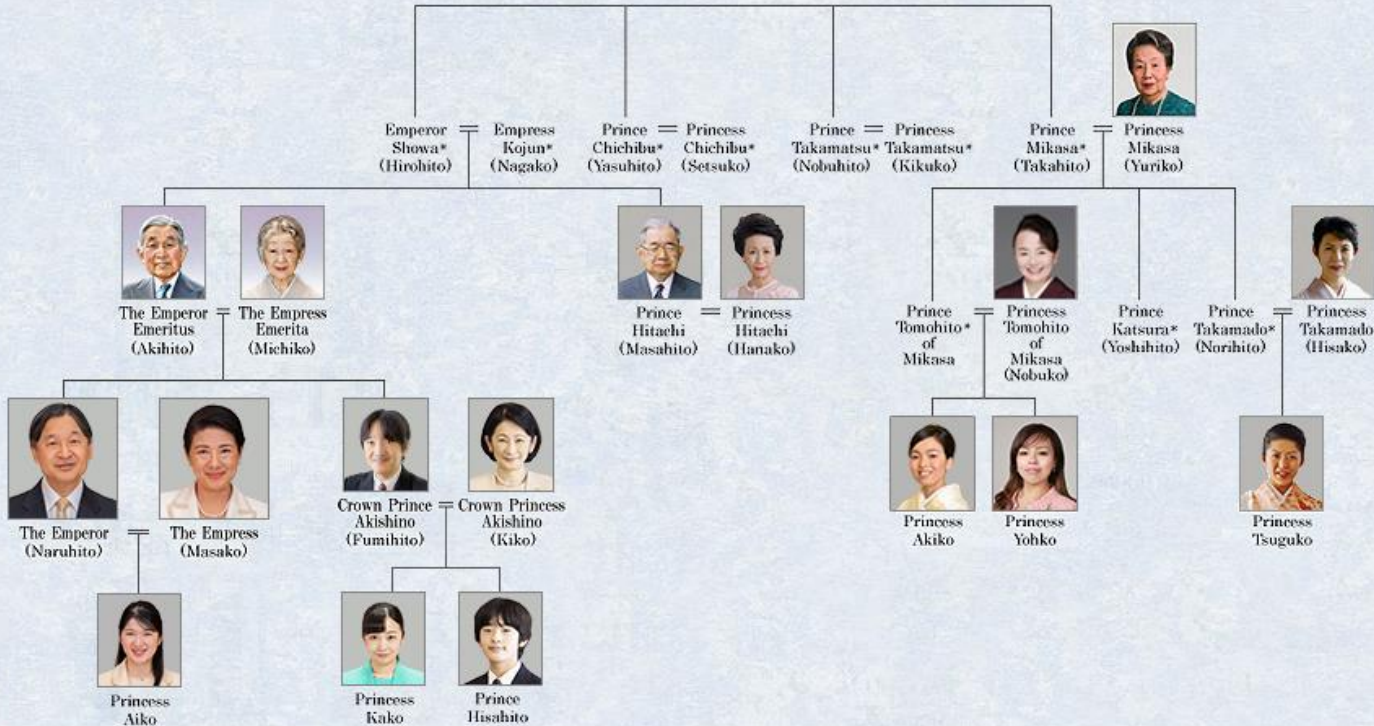 Emperor
Showa*
(Hirohito)
Empress
Kojun*
(Nagako)
Prince
Chichibu*
(Yasuhito)
Princess
Chichibu*
(Setsuko)
Prince
Takamatsu*
(Nobuhito)
Princess
Takamatsu*
(Kikuko)
Prince
Mikasa*
(Takahito)
Princess
Mikasa
(Yuriko)
The Emperor
Emeritus
(Akihito)
The Empress
Emerita
(Michiko)
Prince
Hitachi
(Masahito)
Princess
Hitachi
(Hanako)
Prince
Tomohito*
of
Mikasa
Princess
Tomohito
of
Mikasa
(Nobuko)
Prince
Katsura*
(Yoshihito)
Prince
Takamado*
(Norihito)
Princess
Takamado
(Hisako)
The Emperor
(Naruhito)
The Empress
(Masako)
Crown Prince
Akishino
(Fumihito)
Crown Princess
Akishino
(Kiko)
Princess
Akiko
Princess
Yohko
Princess
Tsuguko
Princess
Aiko
Princess
Kako
Prince
Hisahito